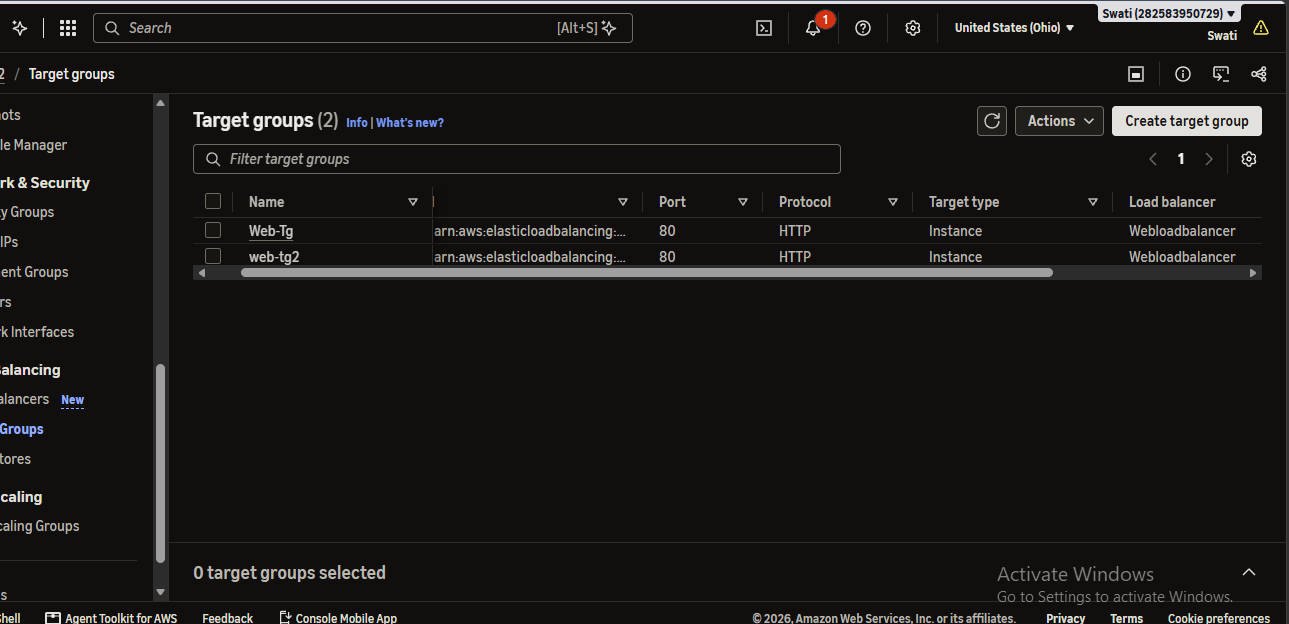 Search [Alt+S] 1 United States (Ohio) Swati (282583950729)
Swati
2 / Target groups
ots
le Manager
rk & Security
y Groups
IPs
ent Groups
rs
k Interfaces
alancing
alancers New
Groups
tores
caling
caling Groups
s
Target groups (2) Info | What's new?
Actions Create target group
Filter target groups
1
Name Port Protocol Target type Load balancer
Web-Tg arn:aws:elasticloadbalancing:... 80 HTTP Instance Webloadbalancer
web-tg2 arn:aws:elasticloadbalancing:... 80 HTTP Instance Webloadbalancer
0 target groups selected
Activate Windows
Go to Settings to activate Windows.
hell Agent Toolkit for AWS Feedback Console Mobile App © 2026, Amazon Web Services, Inc. or its affiliates. Privacy Terms Cookie preferences